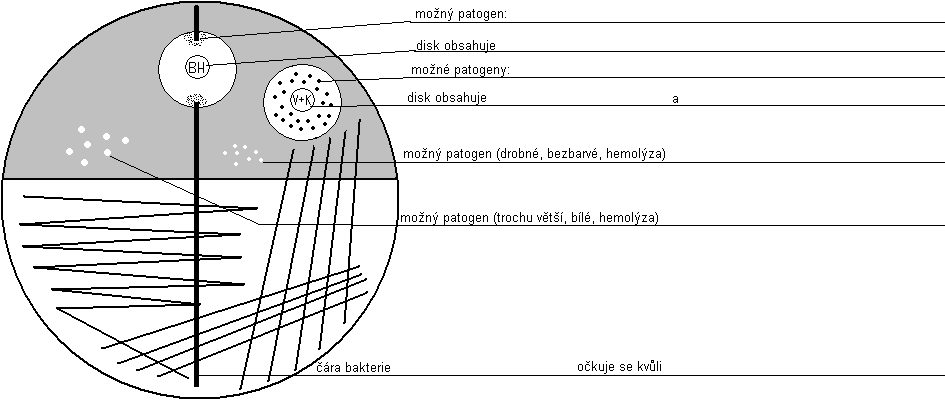 možný patogen:
disk obsahuje
BH
možné patogeny:
V+K
disk obsahuje a
možný patogen (drobné, bezbarvé, hemolýza)
možný patogen (trochu větší, bílé, hemolýza)
čára bakterie očkuje se kvůli